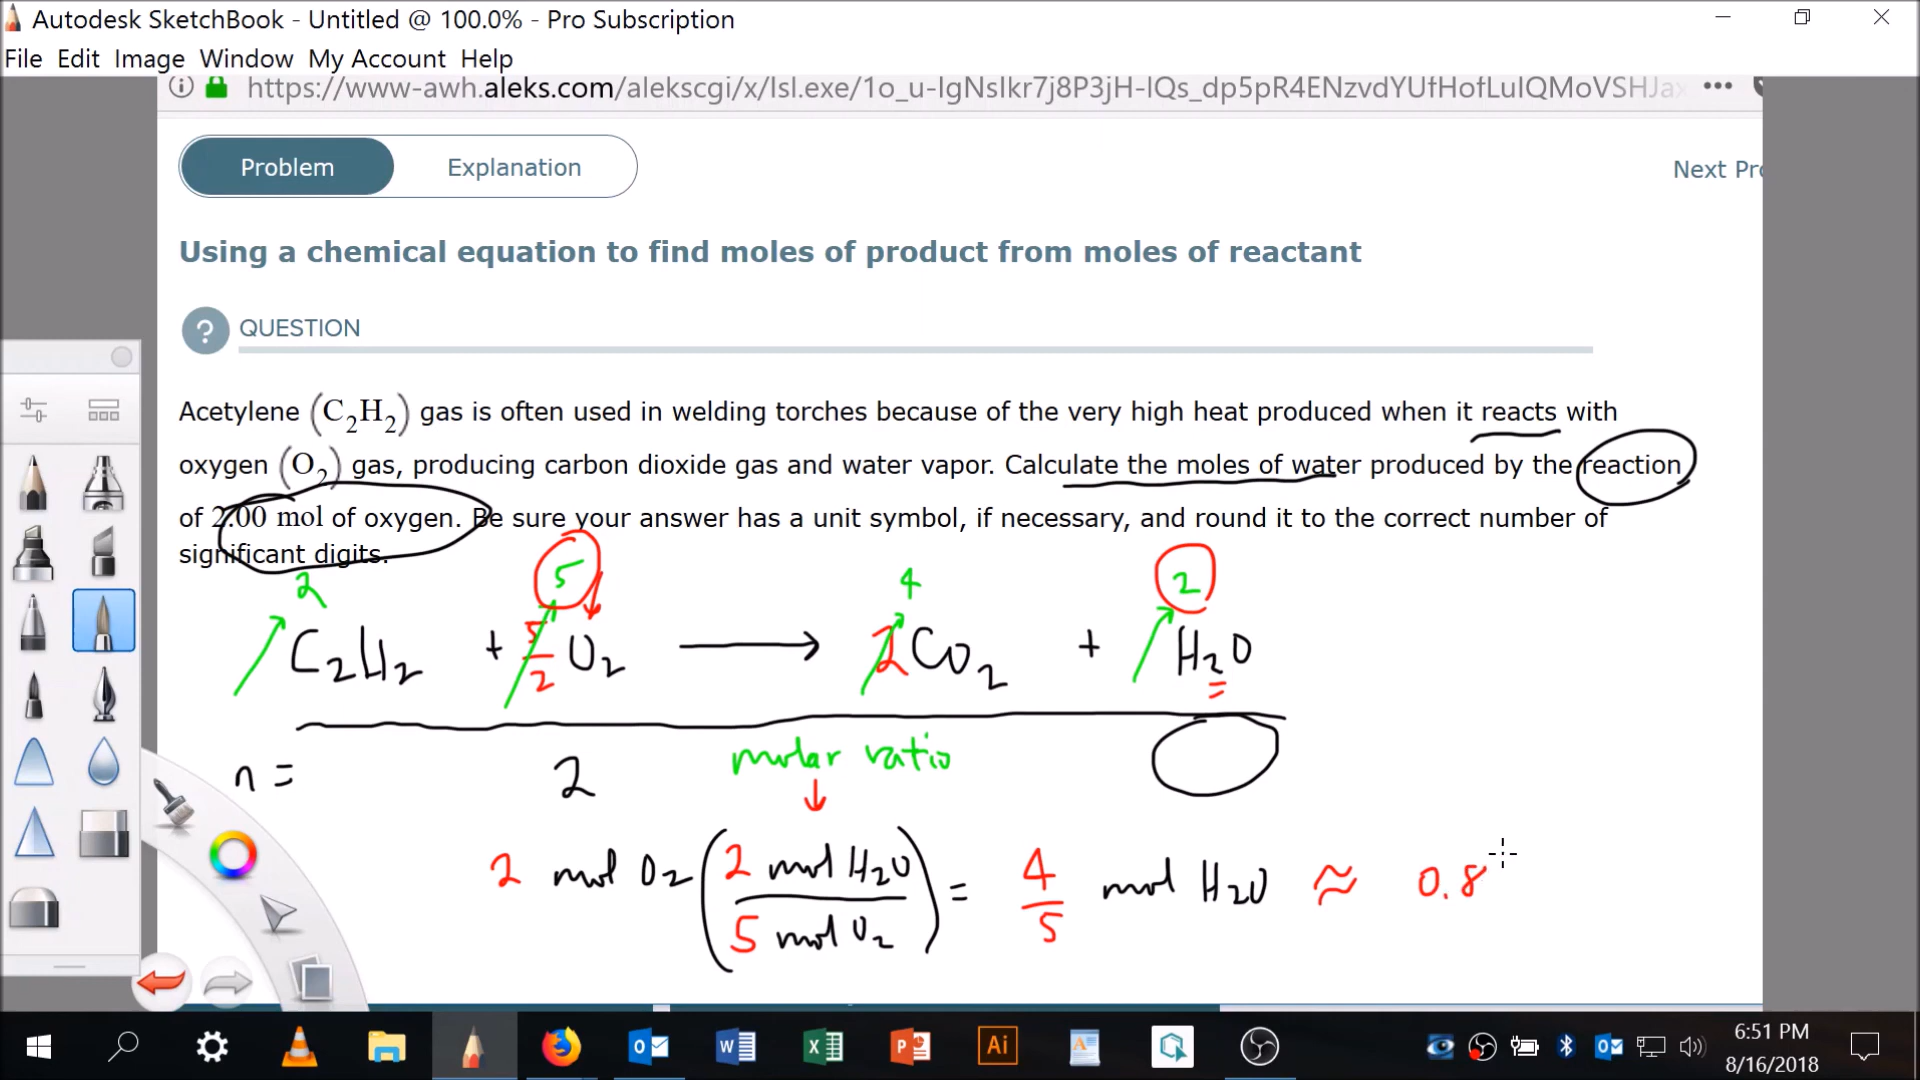 Autodesk SketchBook - Untitled @ 100.0% - Pro Subscription
File Edit Image Window My Account Help
https://www-awh.aleks.com/alekscgi/x/Isl.exe/1o_u-IgNsIkr7j8P3jH-lQs_dp5pR4ENzvdYUfHofLuIQMoVSHJax
Problem Explanation Next Pro
Using a chemical equation to find moles of product from moles of reactant
? QUESTION
Acetylene (C₂H₂) gas is often used in welding torches because of the very high heat produced when it reacts with
oxygen (O₂) gas, producing carbon dioxide gas and water vapor. Calculate the moles of water produced by the reaction
of 2.00 mol of oxygen. Be sure your answer has a unit symbol, if necessary, and round it to the correct number of
significant digits.
2 5 4 2
C₂H₂ + 5/2 O₂ → 2CO₂ + H₂O
n = 2
molar ratio
2 mol O₂ (2 mol H₂O / 5 mol O₂) = 4/5 mol H₂O ≈ 0.8
6:51 PM
8/16/2018